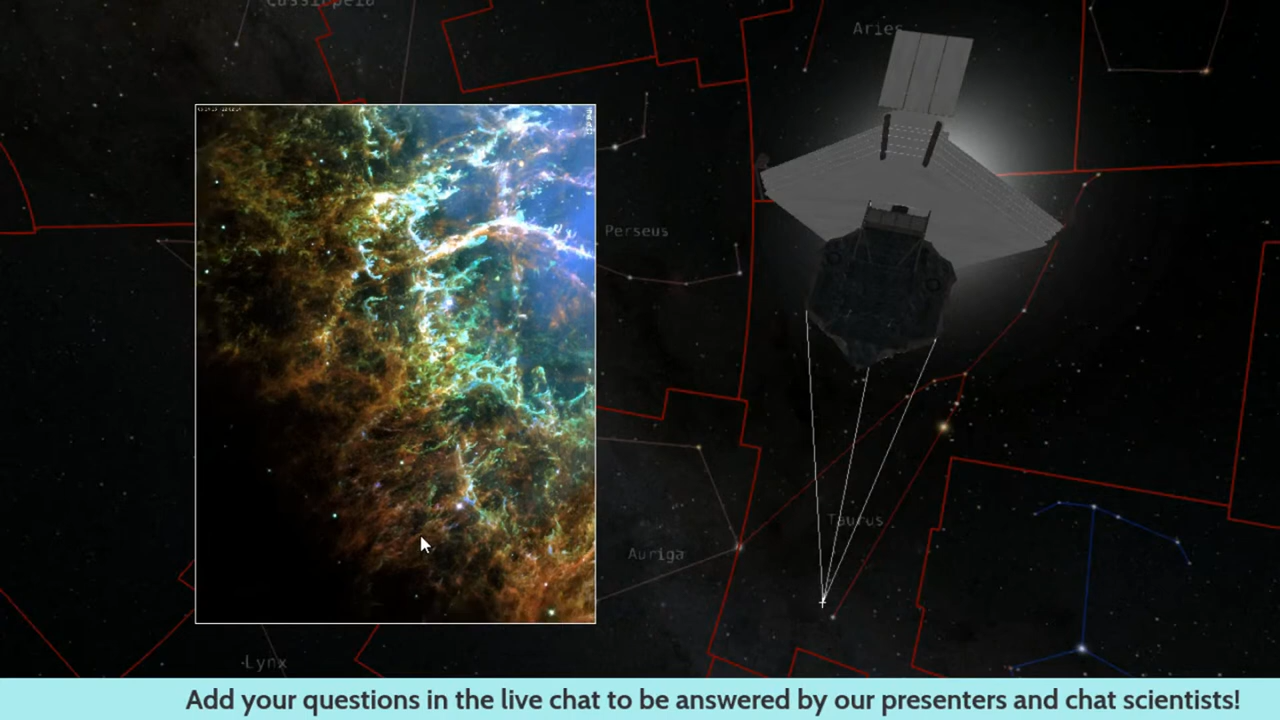 Cassiopeia
Aries
Perseus
Taurus
Auriga
Lynx
Add your questions in the live chat to be answered by our presenters and chat scientists!